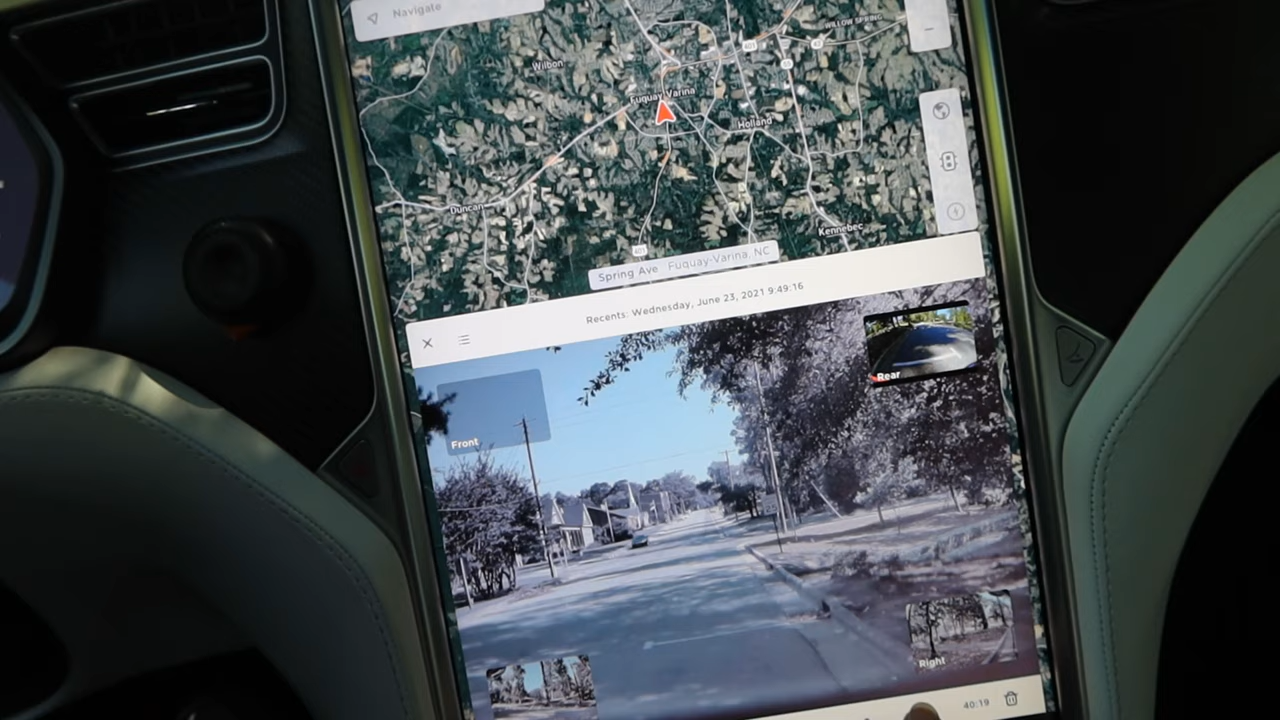 Navigate
WILLOW SPRING
401
42
Wilbon
55
Fuquay-Varina
Holland
Duncan
Kennebec
401
Spring Ave Fuquay-Varina, NC
Recents: Wednesday, June 23, 2021 9:49:16
Rear
Front
Right
40:19